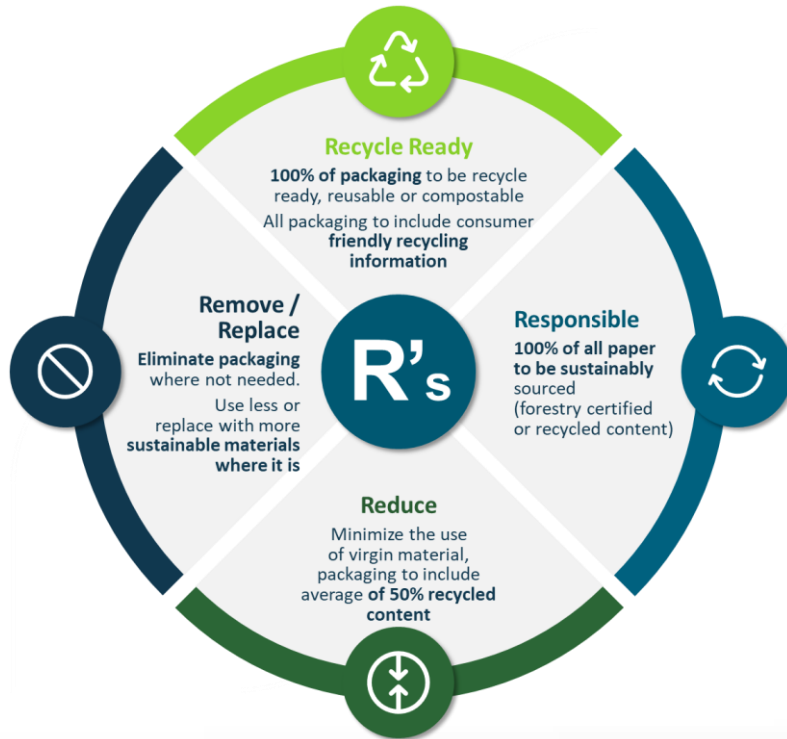 Recycle Ready
100% of packaging to be recycle
ready, reusable or compostable
All packaging to include consumer
friendly recycling
information
Remove /
Replace
Eliminate packaging
where not needed.
Use less or
replace with more
sustainable materials
where it is
R's
Responsible
100% of all paper
to be sustainably
sourced
(forestry certified
or recycled content)
Reduce
Minimize the use
of virgin material,
packaging to include
average of 50% recycled
content